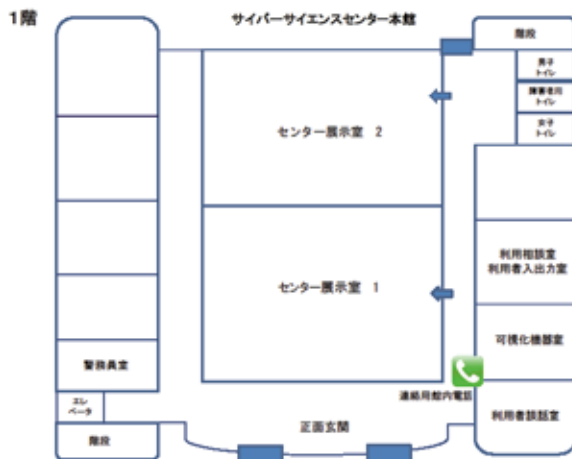 1階
サイバーサイエンスセンター本館
階段
男子
トイレ
障害者用
トイレ
女子
トイレ
センター展示室 2
利用相談室
利用者入出力室
センター展示室 1
可視化機器室
警務員室
連絡用館内電話
エレ
ベータ
正面玄関
利用者談話室
階段